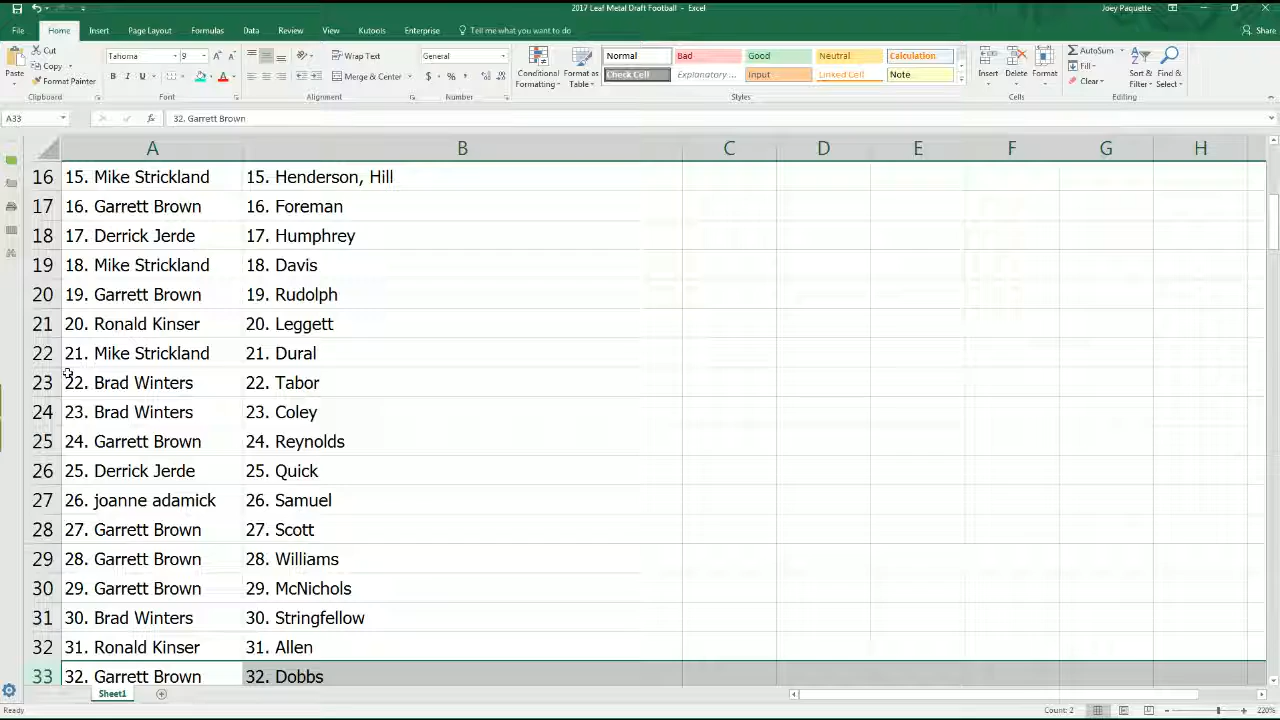 2017 Leaf Metal Draft Football - Excel
Joey Paquette
File Home Insert Page Layout Formulas Data Review View Kutools Enterprise Tell me what you want to do Share
Cut
Copy
Format Painter
Paste
Clipboard
Tahoma 9
B I U
Font
Wrap Text
Merge & Center
Alignment
General
$ % ,
Number
Conditional Formatting
Format as Table
Normal Bad Good Neutral Calculation
Check Cell Explanatory ... Input Linked Cell Note
Styles
Insert Delete Format
Cells
AutoSum
Fill
Clear
Sort & Filter
Find & Select
Editing
A33 fx 32. Garrett Brown
A B C D E F G H
16 15. Mike Strickland 15. Henderson, Hill
17 16. Garrett Brown 16. Foreman
18 17. Derrick Jerde 17. Humphrey
19 18. Mike Strickland 18. Davis
20 19. Garrett Brown 19. Rudolph
21 20. Ronald Kinser 20. Leggett
22 21. Mike Strickland 21. Dural
23 22. Brad Winters 22. Tabor
24 23. Brad Winters 23. Coley
25 24. Garrett Brown 24. Reynolds
26 25. Derrick Jerde 25. Quick
27 26. joanne adamick 26. Samuel
28 27. Garrett Brown 27. Scott
29 28. Garrett Brown 28. Williams
30 29. Garrett Brown 29. McNichols
31 30. Brad Winters 30. Stringfellow
32 31. Ronald Kinser 31. Allen
33 32. Garrett Brown 32. Dobbs
Sheet1
Ready Count: 2 220%